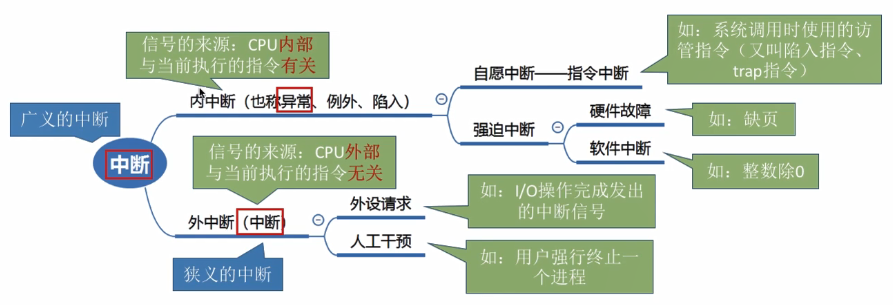 信号的来源：CPU内部
与当前执行的指令有关
如：系统调用时使用的访
管指令（又叫陷入指令、
trap指令）
自愿中断——指令中断
内中断（也称异常、例外、陷入）
广义的中断
硬件故障
如：缺页
强迫中断
软件中断
如：整数除0
中断
信号的来源：CPU外部
与当前执行的指令无关
外设请求
如：I/O操作完成发出
的中断信号
外中断（中断）
人工干预
如：用户强行终止一
个进程
狭义的中断